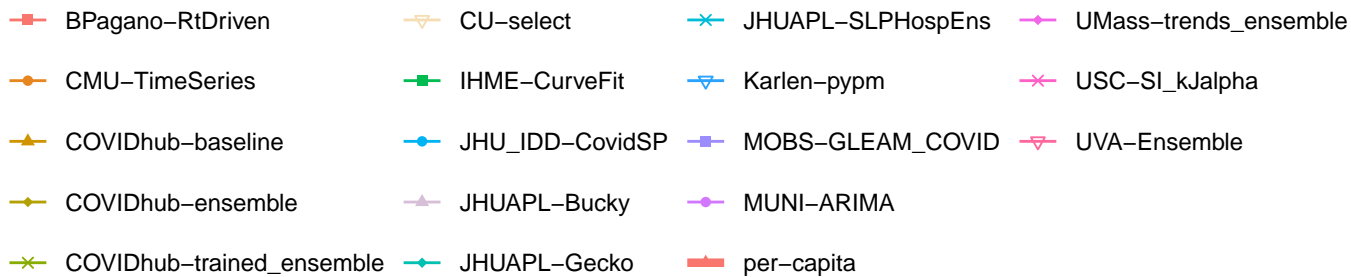 BPagano−RtDriven
CMU−TimeSeries
COVIDhub−baseline
COVIDhub−ensemble
COVIDhub−trained_ensemble
CU−select
IHME−CurveFit
JHU_IDD−CovidSP
JHUAPL−Bucky
JHUAPL−Gecko
JHUAPL−SLPHospEns
Karlen−pypm
MOBS−GLEAM_COVID
MUNI−ARIMA
per−capita
UMass−trends_ensemble
USC−SI_kJalpha
UVA−Ensemble